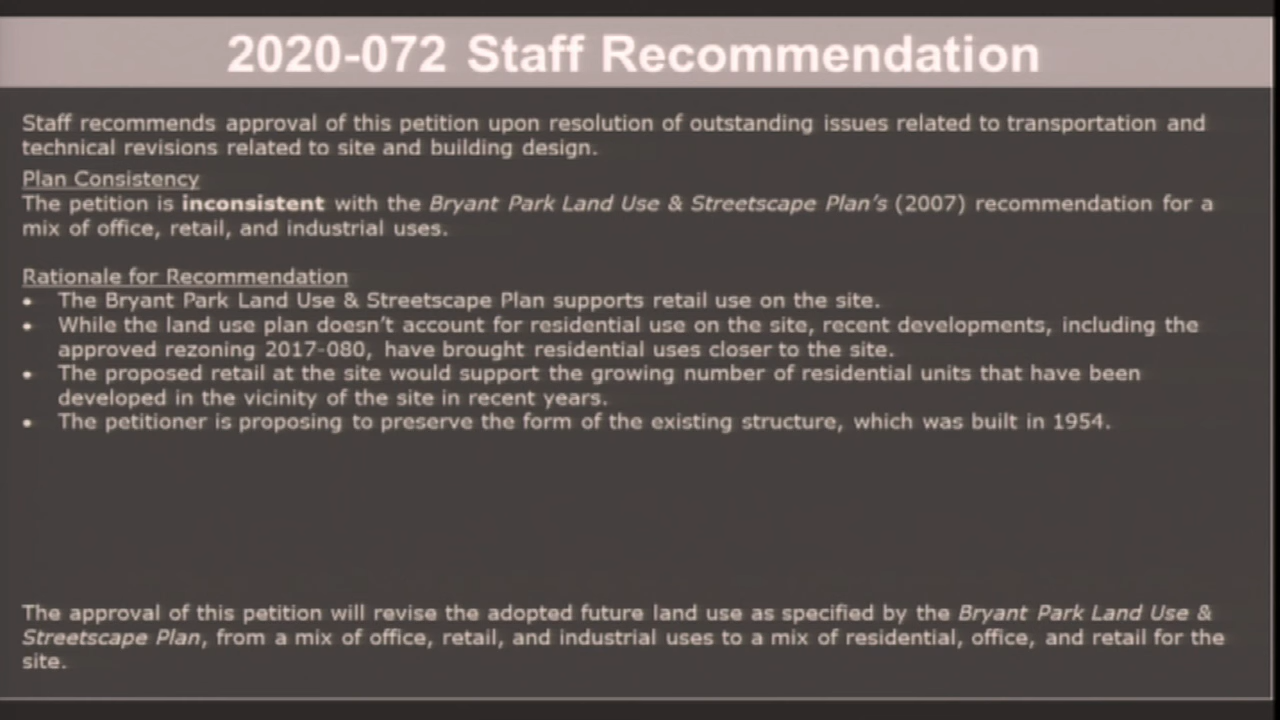 2020-072 Staff Recommendation
Staff recommends approval of this petition upon resolution of outstanding issues related to transportation and
technical revisions related to site and building design.
Plan Consistency
The petition is inconsistent with the Bryant Park Land Use & Streetscape Plan's (2007) recommendation for a
mix of office, retail, and industrial uses.
Rationale for Recommendation
• The Bryant Park Land Use & Streetscape Plan supports retail use on the site.
• While the land use plan doesn't account for residential use on the site, recent developments, including the
approved rezoning 2017-080, have brought residential uses closer to the site.
• The proposed retail at the site would support the growing number of residential units that have been
developed in the vicinity of the site in recent years.
• The petitioner is proposing to preserve the form of the existing structure, which was built in 1954.
The approval of this petition will revise the adopted future land use as specified by the Bryant Park Land Use &
Streetscape Plan, from a mix of office, retail, and industrial uses to a mix of residential, office, and retail for the
site.